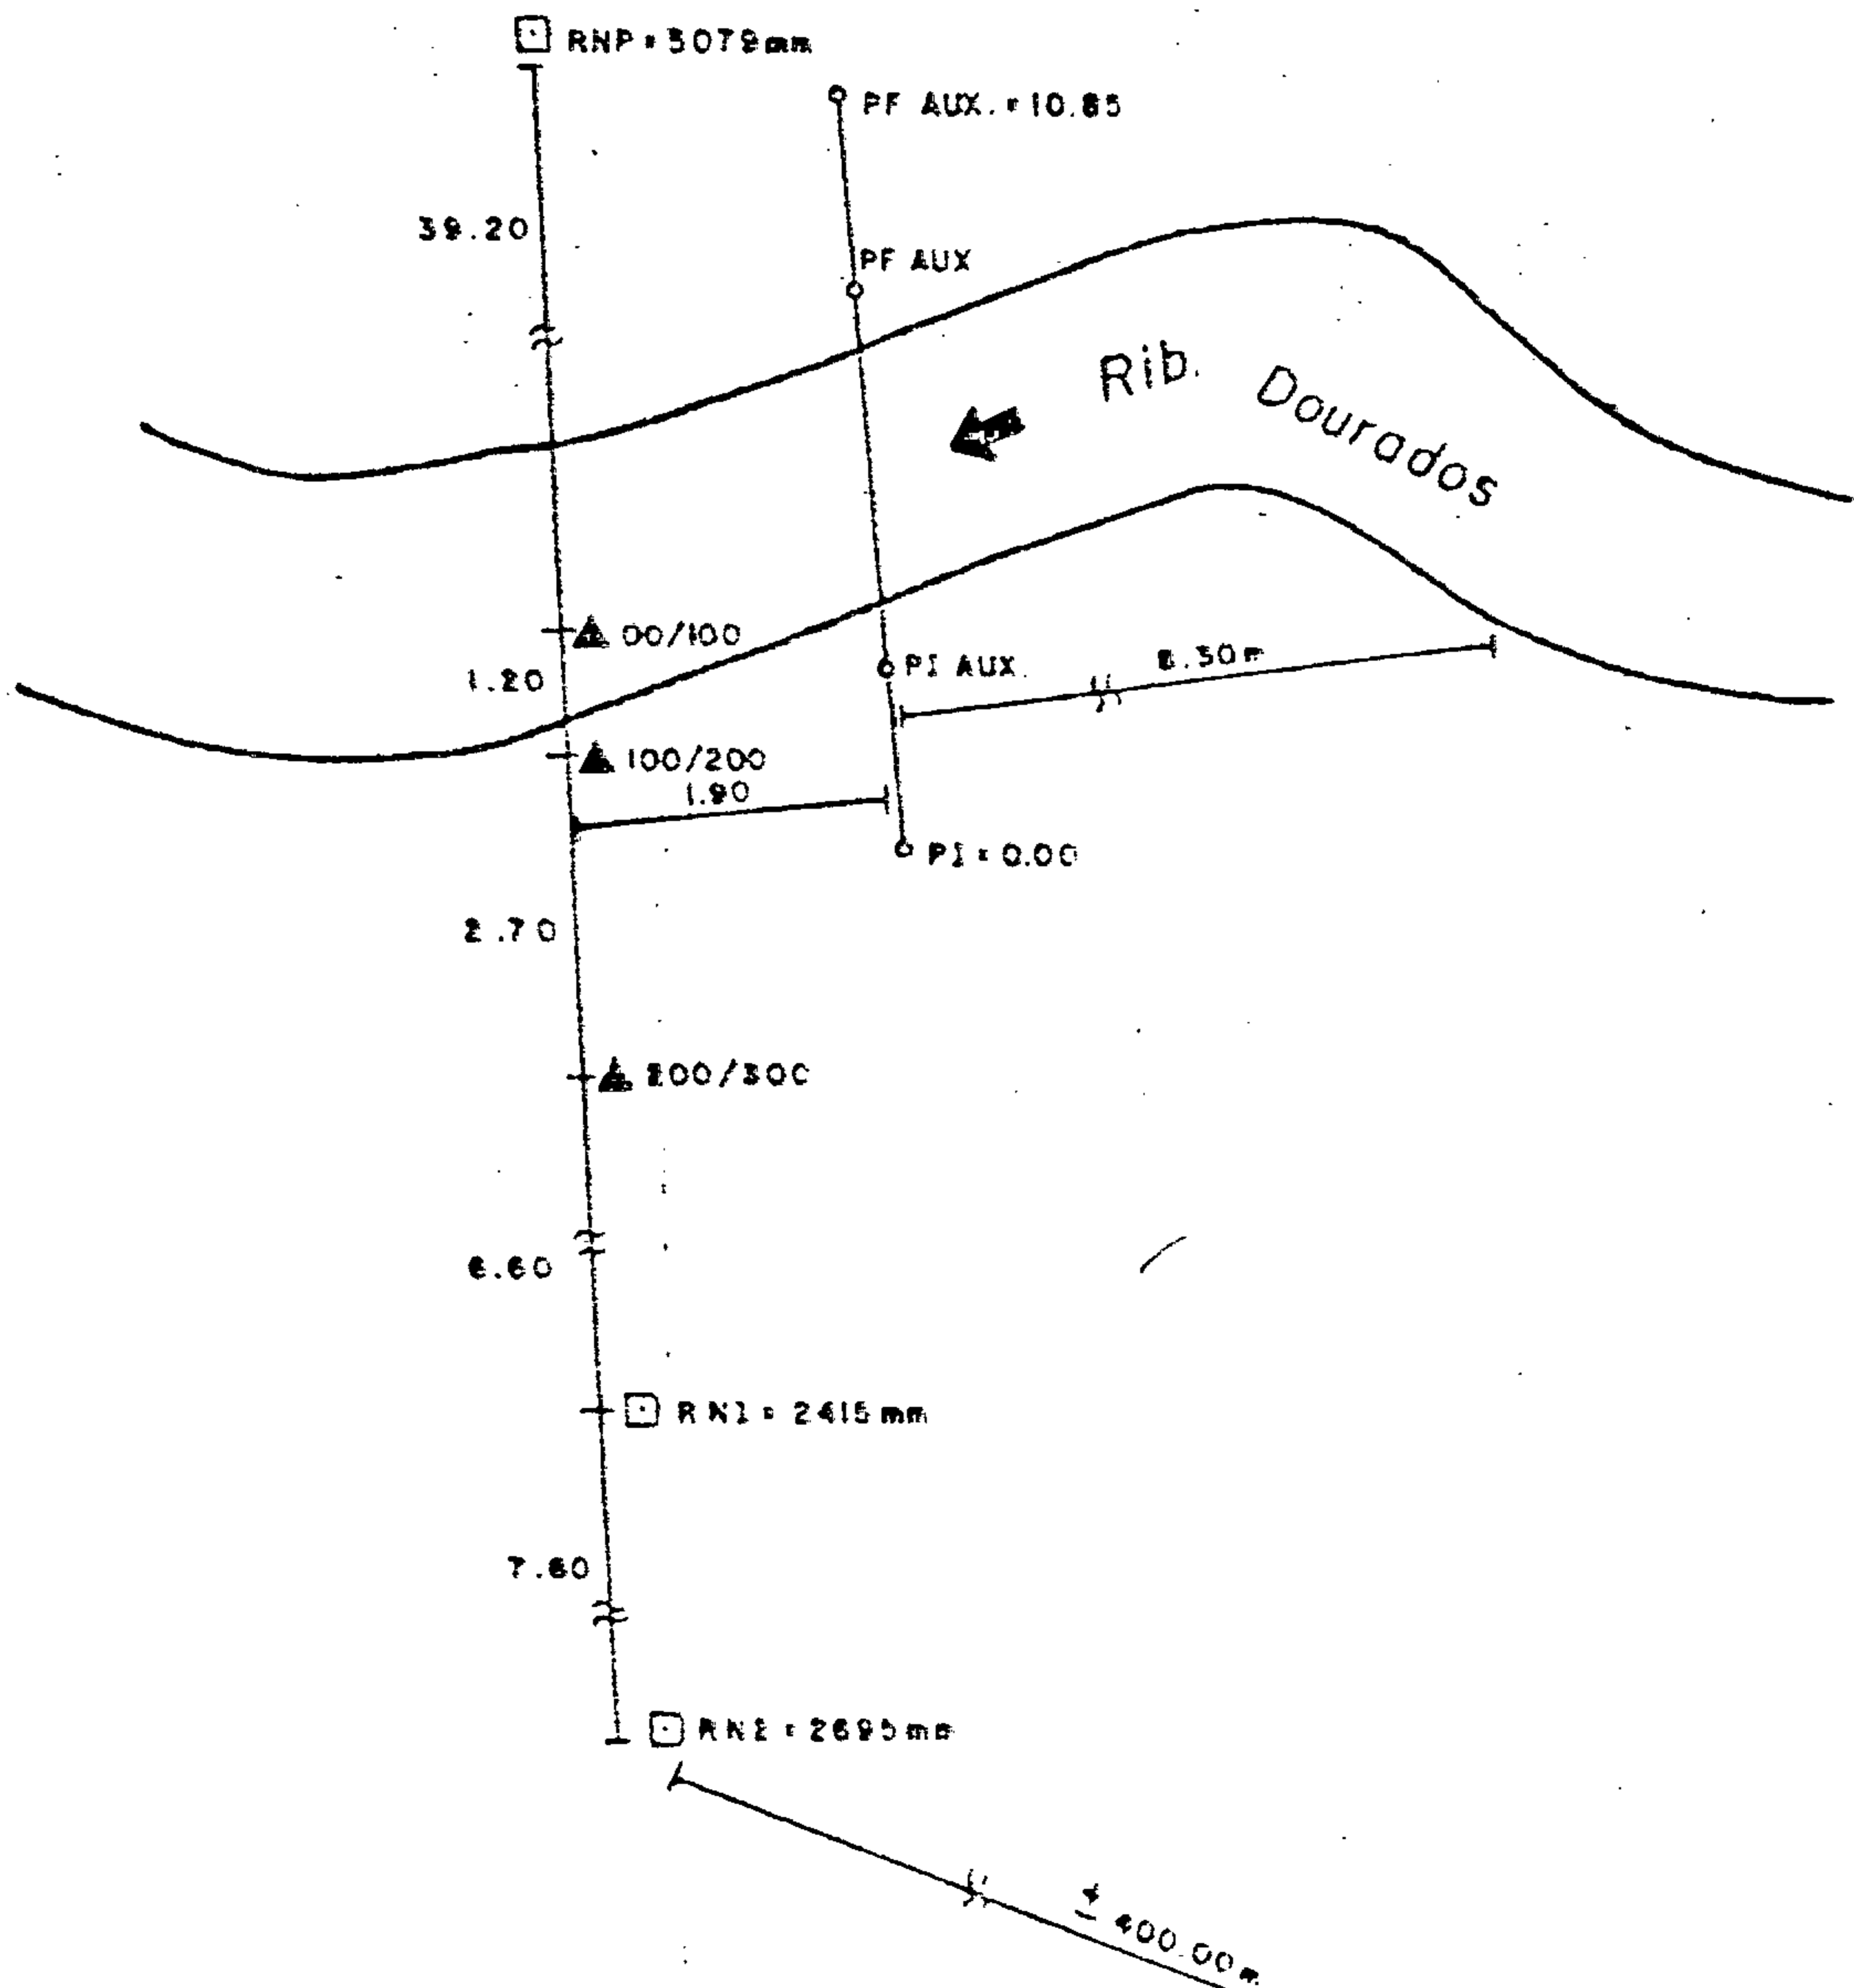 RNP = 3079mm
PF AUX. = 10.85
39.20
PF AUX
Rib. Dourados
00/100
1.20
PI AUX.
8.30m
100/200
1.90
PI = 0.00
2.70
200/300
6.60
RN1 = 2415mm
7.60
RN2 = 2695mm
± 400.00m